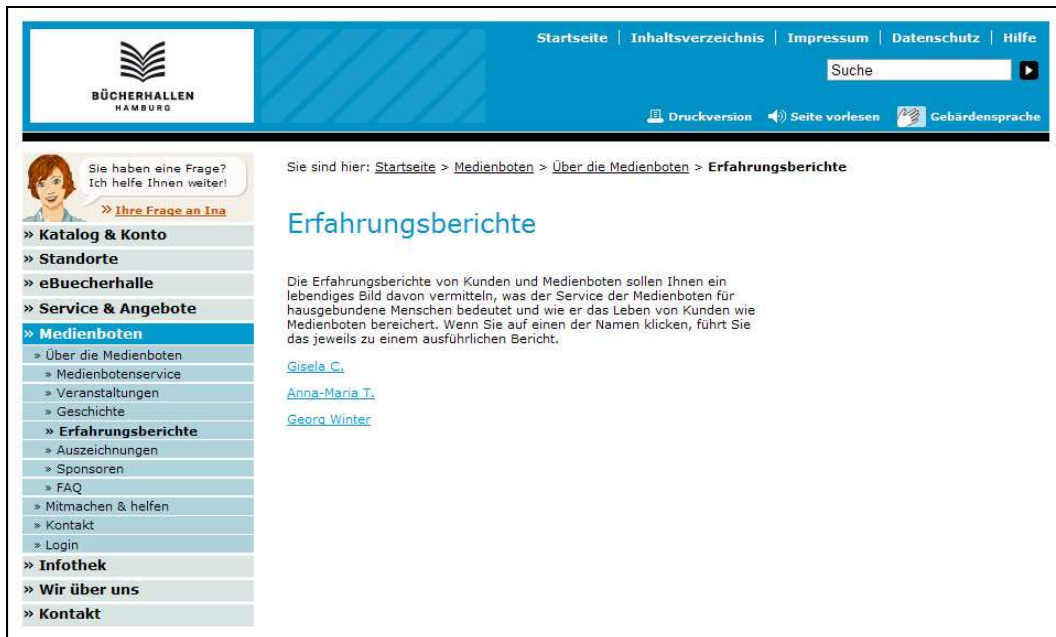 BÜCHERHALLEN
HAMBURG
Startseite | Inhaltsverzeichnis | Impressum | Datenschutz | Hilfe
Suche
Druckversion Seite vorlesen Gebärdensprache
Sie haben eine Frage?
Ich helfe Ihnen weiter!
» Ihre Frage an Ina
» Katalog & Konto
» Standorte
» eBuecherhalle
» Service & Angebote
» Medienboten
» Über die Medienboten
» Medienbotenservice
» Veranstaltungen
» Geschichte
» Erfahrungsberichte
» Auszeichnungen
» Sponsoren
» FAQ
» Mitmachen & helfen
» Kontakt
» Login
» Infothek
» Wir über uns
» Kontakt
Sie sind hier: Startseite > Medienboten > Über die Medienboten > Erfahrungsberichte
Erfahrungsberichte
Die Erfahrungsberichte von Kunden und Medienboten sollen Ihnen ein
lebendiges Bild davon vermitteln, was der Service der Medienboten für
hausgebundene Menschen bedeutet und wie er das Leben von Kunden wie
Medienboten bereichert. Wenn Sie auf einen der Namen klicken, führt Sie
das jeweils zu einem ausführlichen Bericht.
Gisela C.
Anna-Maria T.
Georg Winter